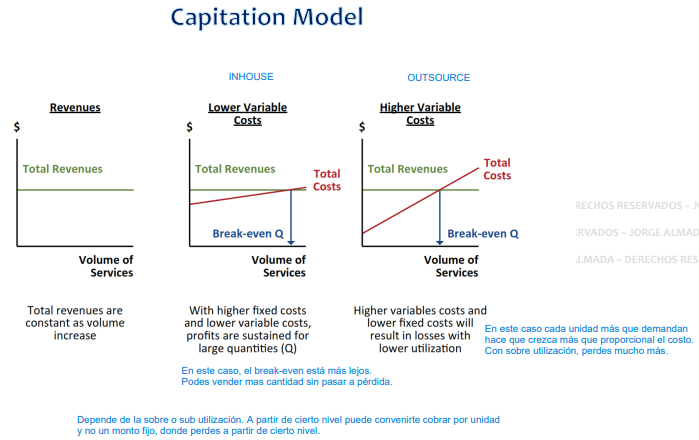 Capitation Model
INHOUSE
OUTSOURCE
Revenues
$
Total Revenues
Volume of
Services
Total revenues are
constant as volume
increase
Lower Variable
Costs
$
Total Revenues
Total
Costs
Break-even Q
Volume of
Services
With higher fixed costs
and lower variable costs,
profits are sustained for
large quantities (Q)
Higher Variable
Costs
$
Total Revenues
Total
Costs
Break-even Q
Volume of
Services
Higher variables costs and
lower fixed costs will
result in losses with
lower utilization
En este caso cada unidad más que demandan
hace que crezca más que proporcional el costo.
Con sobre utilización, perdes mucho más.
En este caso, el break-even está más lejos.
Podes vender mas cantidad sin pasar a pérdida.
Depende de la sobre o sub utilización, A partir de cierto nivel puede convenirte cobrar por unidad
y no un monto fijo, donde perdes a partir de cierto nivel.
RESERVADOS –
– JORGE
– DERECHOS